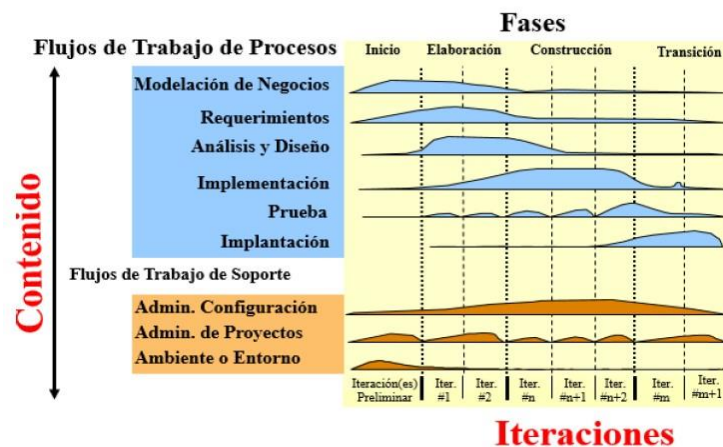 Fases
Flujos de Trabajo de Procesos
Inicio Elaboración Construcción Transición
Modelación de Negocios
Requerimientos
Análisis y Diseño
Implementación
Prueba
Implantación
Flujos de Trabajo de Soporte
Admin. Configuración
Admin. de Proyectos
Ambiente o Entorno
Contenido
Iteración(es) Preliminar
Iter. #1
Iter. #2
Iter. #n
Iter. #n+1
Iter. #n+2
Iter. #m
Iter. #m+1
Iteraciones